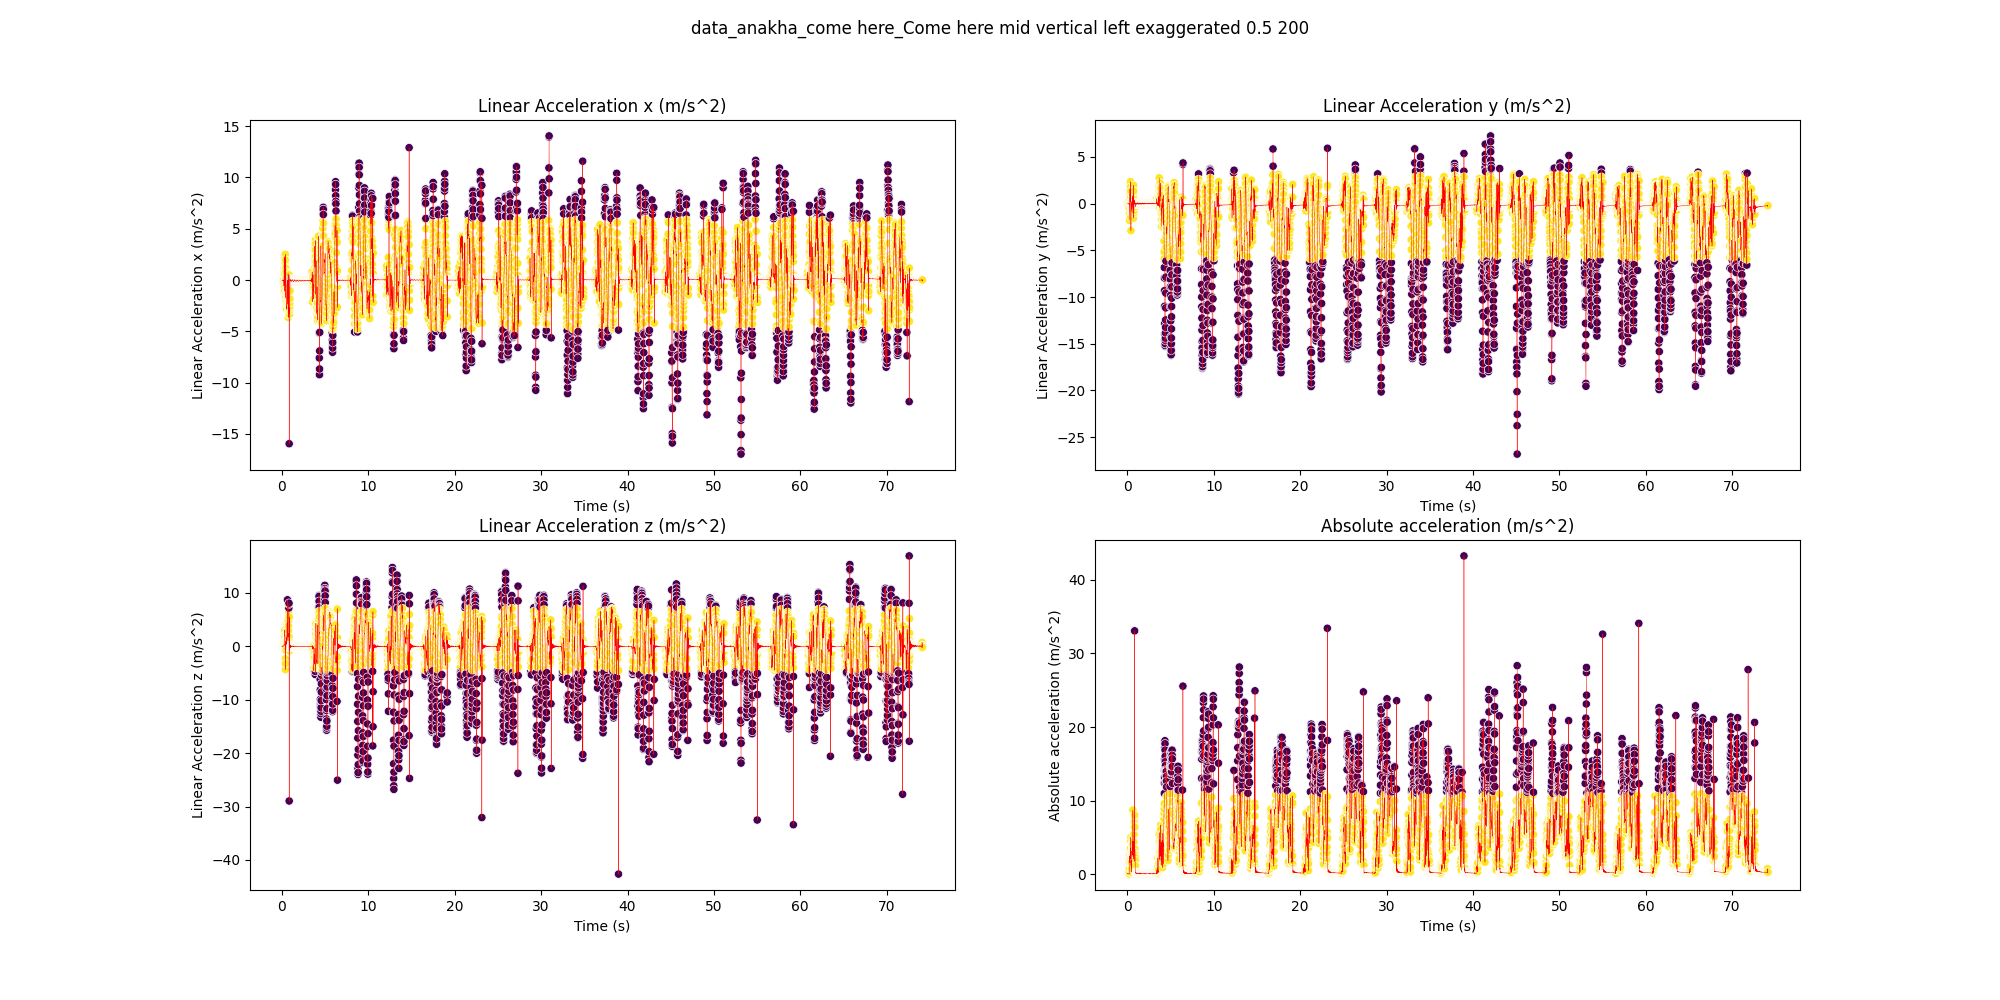 data_anakha_come here_Come here mid vertical left exaggerated 0.5 200
Linear Acceleration x (m/s^2)
Linear Acceleration x (m/s^2)
15
10
5
0
−5
−10
−15
0 10 20 30 40 50 60 70
Time (s)
Linear Acceleration y (m/s^2)
Linear Acceleration y (m/s^2)
5
0
−5
−10
−15
−20
−25
0 10 20 30 40 50 60 70
Time (s)
Linear Acceleration z (m/s^2)
Linear Acceleration z (m/s^2)
10
0
−10
−20
−30
−40
0 10 20 30 40 50 60 70
Time (s)
Absolute acceleration (m/s^2)
Absolute acceleration (m/s^2)
40
30
20
10
0
0 10 20 30 40 50 60 70
Time (s)